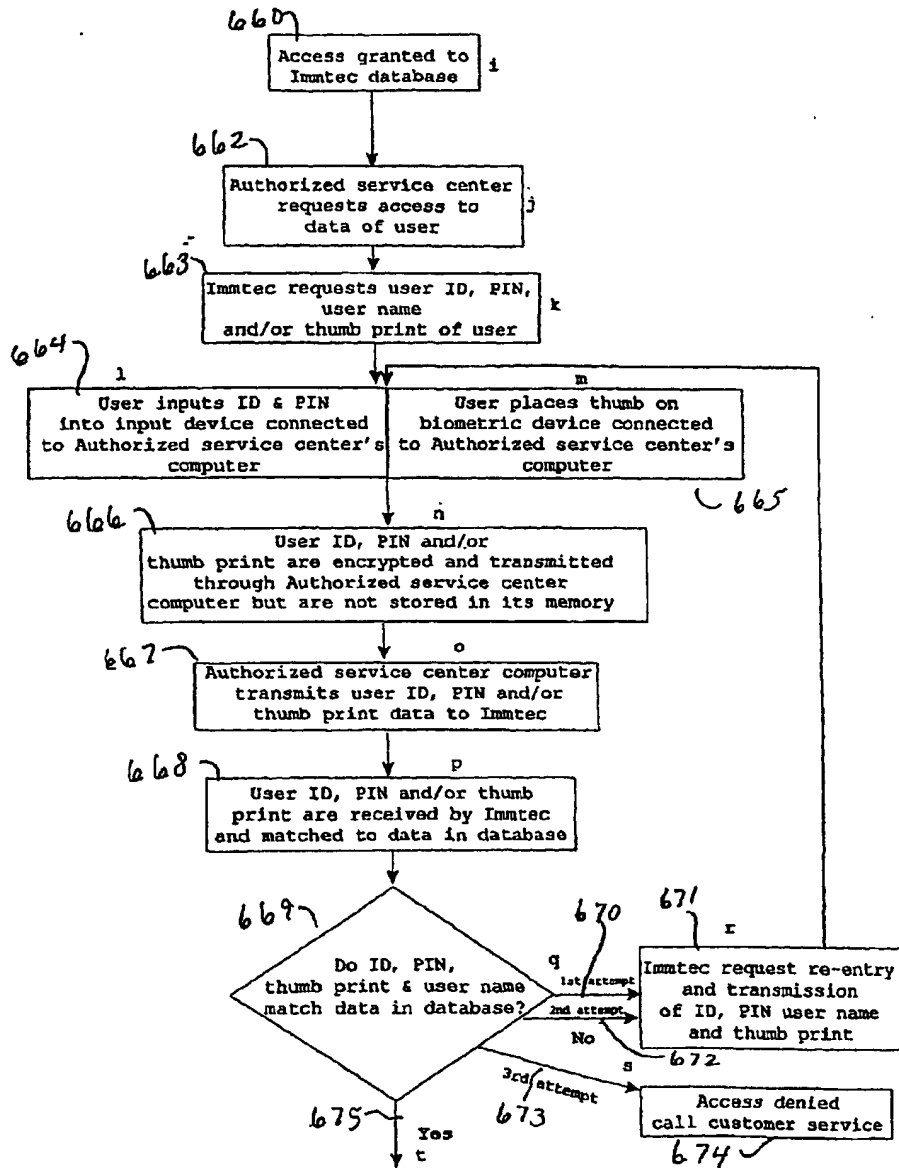 660
Access granted to
Immtec database
i
662
Authorized service center
requests access to
data of user
j
663
Immtec requests user ID, PIN,
user name
and/or thumb print of user
k
664
l
User inputs ID & PIN
into input device connected
to Authorized service center's
computer
m
User places thumb on
biometric device connected
to Authorized service center's
computer
665
666
n
User ID, PIN and/or
thumb print are encrypted and transmitted
through Authorized service center
computer but are not stored in its memory
667
o
Authorized service center computer
transmits user ID, PIN and/or
thumb print data to Immtec
668
p
User ID, PIN and/or thumb
print are received by Immtec
and matched to data in database
669
Do ID, PIN,
thumb print & user name
match data in database?
q
670
1st attempt
2nd attempt
No
672
671
r
Immtec request re-entry
and transmission
of ID, PIN user name
and thumb print
s
3rd attempt
673
Access denied
call customer service
674
675
Yes
t